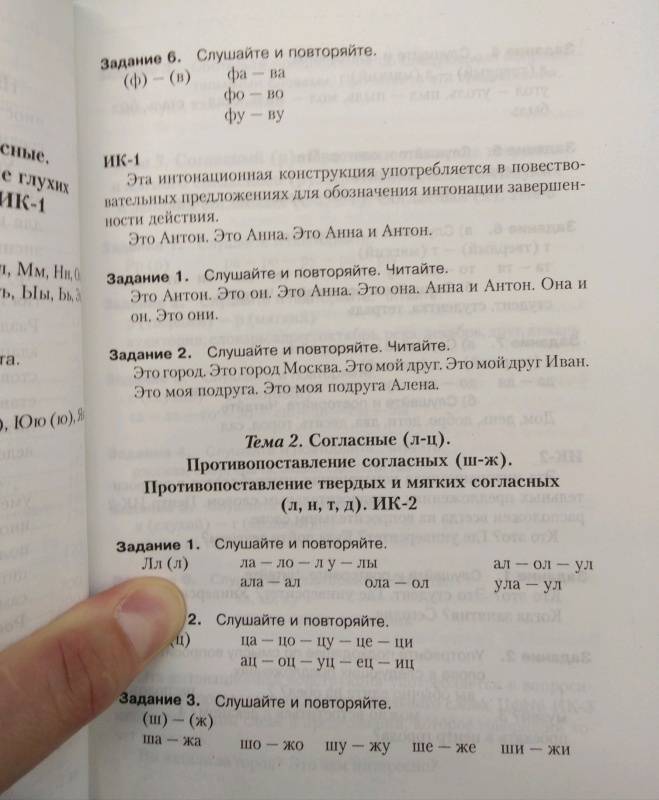 сные.
е глухих
ИК-1
Задание 6. Слушайте и повторяйте.
(ф) – (в) фа – ва
фо – во
фу – ву
ИК-1
Эта интонационная конструкция употребляется в повество-
вательных предложениях для обозначения интонации завершен-
ности действия.
Это Антон. Это Анна. Это Анна и Антон.
Задание 1. Слушайте и повторяйте. Читайте.
Это Антон. Это он. Это Анна. Это она. Анна и Антон. Она и
он. Это они.
Задание 2. Слушайте и повторяйте. Читайте.
Это город. Это город Москва. Это мой друг. Это мой друг Иван.
Это моя подруга. Это моя подруга Алена.
Тема 2. Согласные (л-ц).
Противопоставление согласных (ш-ж).
Противопоставление твердых и мягких согласных
(л, н, т, д). ИК-2
Задание 1. Слушайте и повторяйте.
Лл (л) ла – ло – л у – лы ал – ол – ул
ала – ал ола – ол ула – ул
2. Слушайте и повторяйте.
ца – цо – цу – це – ци
ац – оц – уц – ец – иц
Задание 3. Слушайте и повторяйте.
(ш) – (ж)
ша – жа шо – жо шу – жу ше – же ши – жи